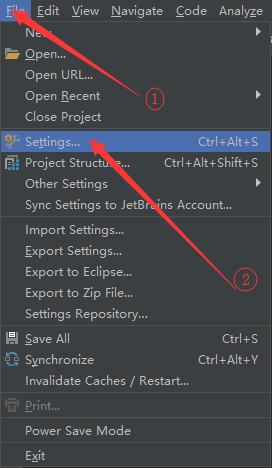 File Edit View Navigate Code Analyze
New
Open...
Open URL...
Open Recent
Close Project
Settings... Ctrl+Alt+S
Project Structure... Ctrl+Alt+Shift+S
Other Settings
Sync Settings to JetBrains Account...
Import Settings...
Export Settings...
Export to Eclipse...
Export to Zip File...
Settings Repository...
Save All Ctrl+S
Synchronize Ctrl+Alt+Y
Invalidate Caches / Restart...
Print...
Power Save Mode
Exit
①
②